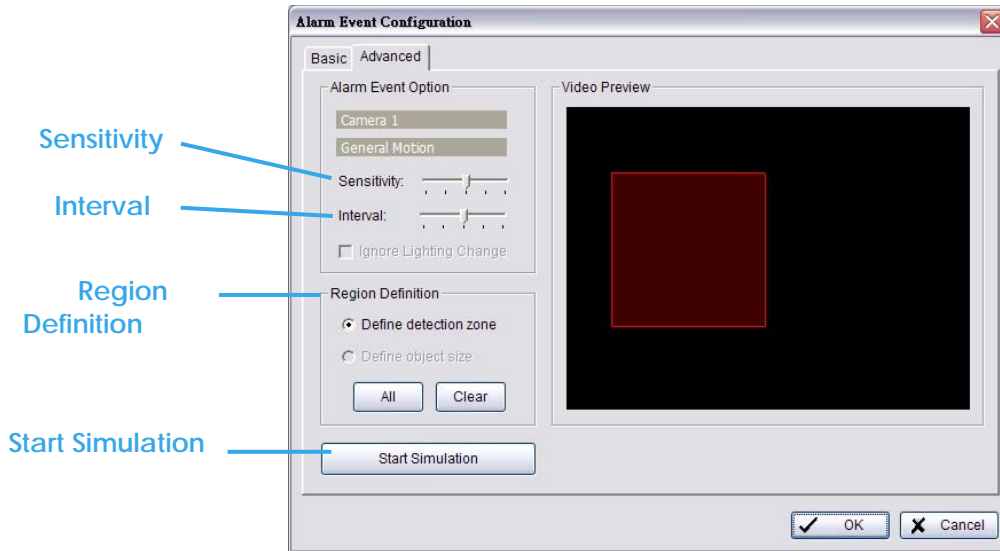 Alarm Event Configuration
Basic
Advanced
Alarm Event Option
Camera 1
General Motion
Sensitivity:
Interval:
Ignore Lighting Change
Region Definition
Define detection zone
Define object size
All
Clear
Start Simulation
Video Preview
OK
Cancel
Sensitivity
Interval
Region
Definition
Start Simulation